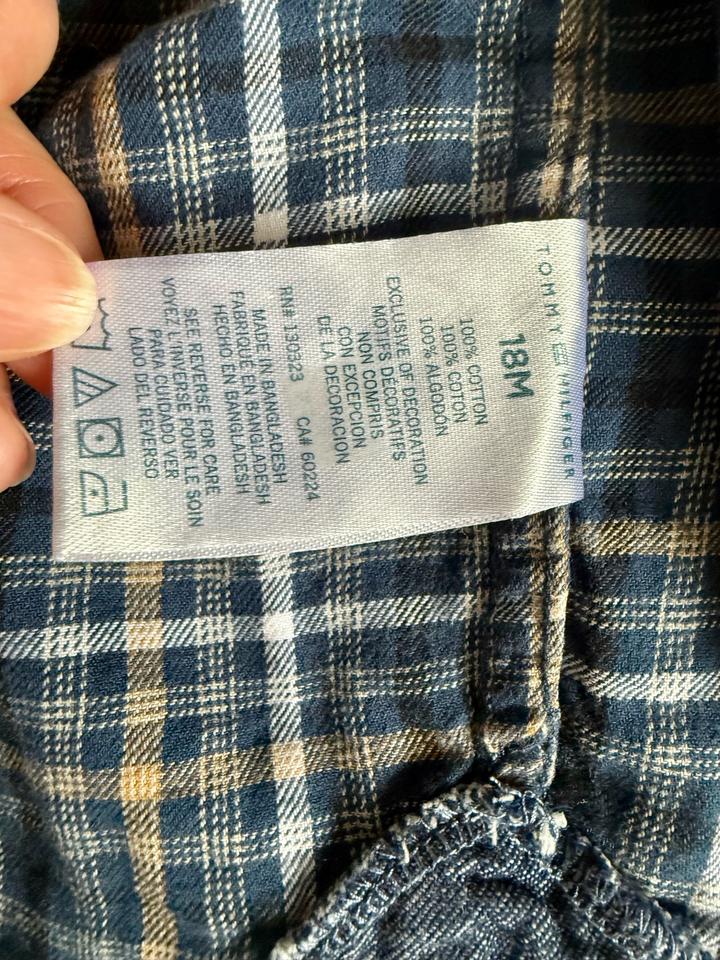 TOMMY HILFIGER
18M
100% COTTON
100% COTON
100% ALGODÓN
EXCLUSIVE OF DECORATION
MOTIFS DÉCORATIFS
NON COMPRIS
CON EXCEPCION
DE LA DECORACION
RN# 130323 CA# 60224
MADE IN BANGLADESH
FABRIQUÉ EN BANGLADESH
HECHO EN BANGLADESH
SEE REVERSE FOR CARE
VOYEZ L'INVERSE POUR LE SOIN
PARA CUIDADO VER
LADO DEL REVERSO